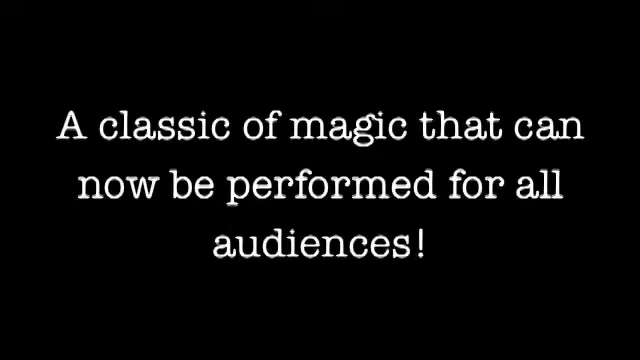 A classic of magic that can
now be performed for all
audiences!